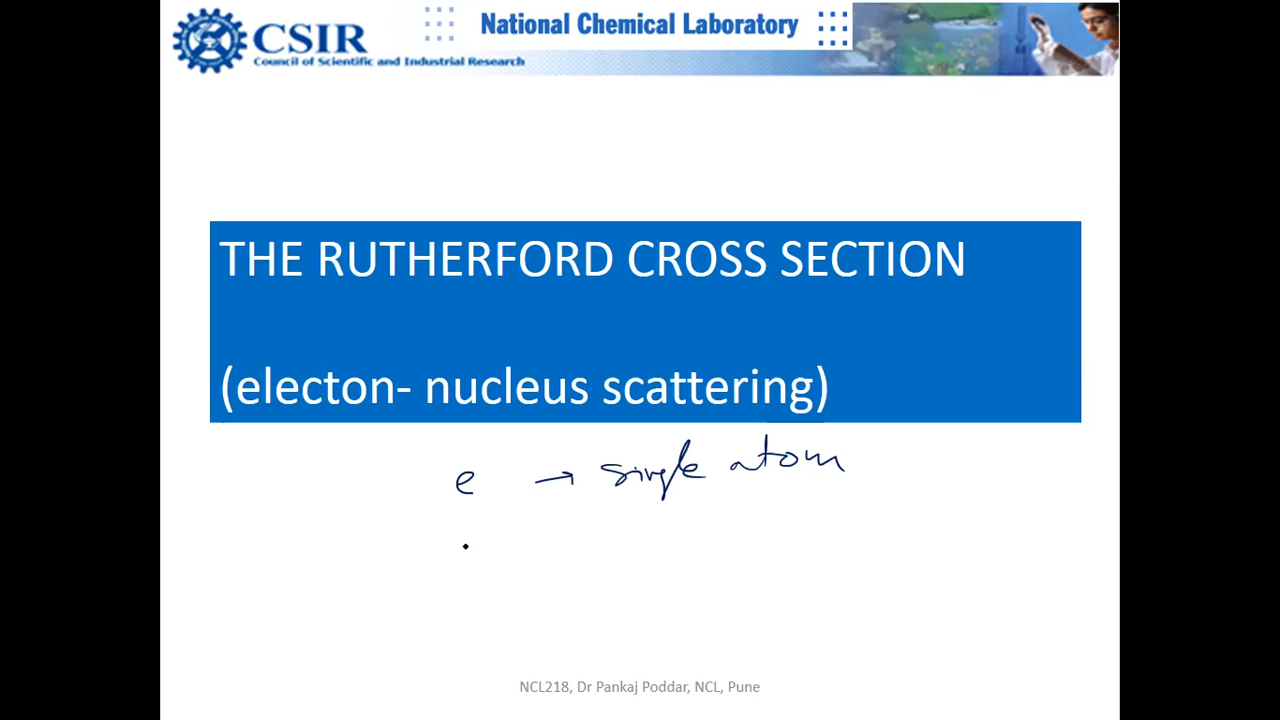 CSIR
Council of Scientific and Industrial Research
National Chemical Laboratory
THE RUTHERFORD CROSS SECTION
(electon- nucleus scattering)
e → single atom
NCL218, Dr Pankaj Poddar, NCL, Pune